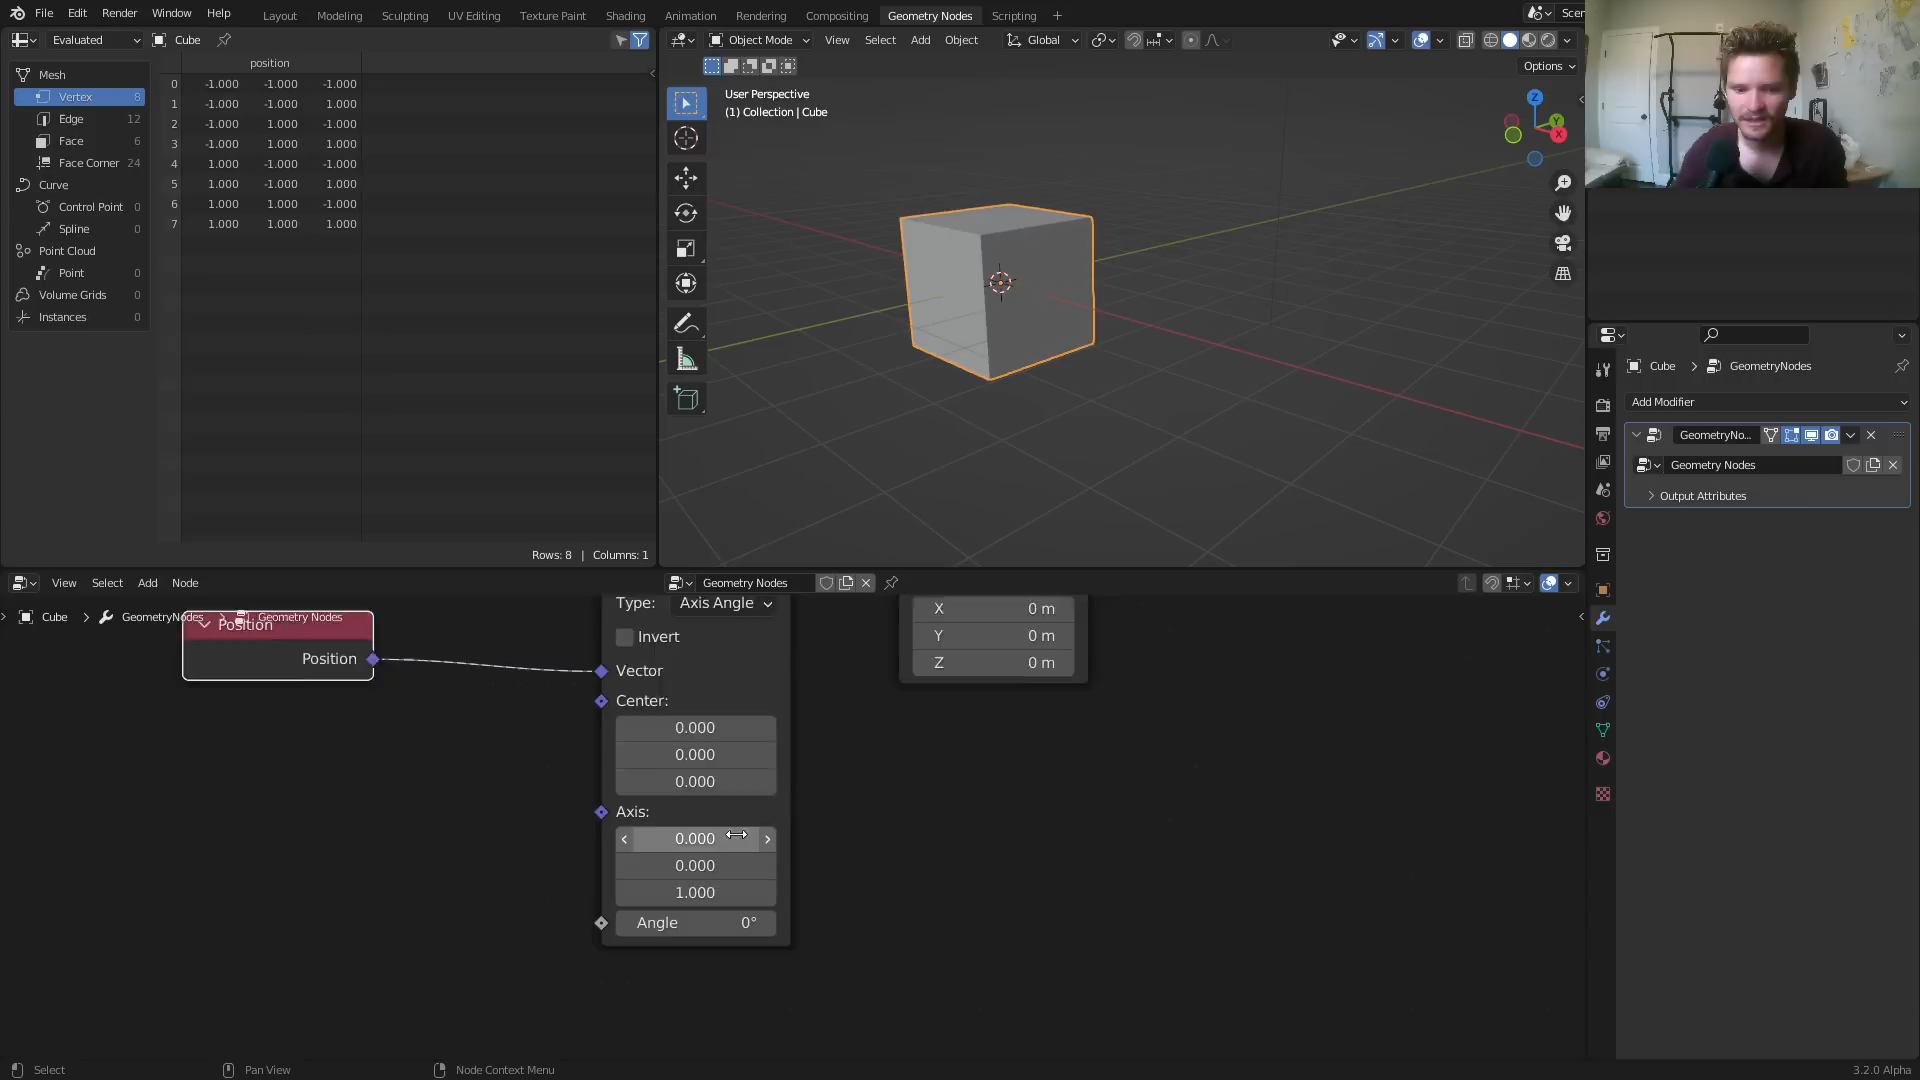 File Edit Render Window Help Layout Modeling Sculpting UV Editing Texture Paint Shading Animation Rendering Compositing Geometry Nodes Scripting + Scen
Evaluated Cube
Object Mode View Select Add Object Global
Options
position
Mesh
Vertex 8
Edge 12
Face 6
Face Corner 24
Curve
Control Point 0
Spline 0
Point Cloud
Point 0
Volume Grids 0
Instances 0
0 -1.000 -1.000 -1.000
1 -1.000 -1.000 1.000
2 -1.000 1.000 -1.000
3 -1.000 1.000 1.000
4 1.000 -1.000 -1.000
5 1.000 -1.000 1.000
6 1.000 1.000 -1.000
7 1.000 1.000 1.000
Rows: 8 | Columns: 1
User Perspective
(1) Collection | Cube
Z
Y
X
Cube > GeometryNodes
Add Modifier
GeometryNo...
Geometry Nodes
Output Attributes
View Select Add Node Geometry Nodes
Cube > GeometryNodes > Geometry Nodes
Position
Position
Type: Axis Angle
Invert
Vector
Center:
0.000
0.000
0.000
Axis:
0.000
0.000
1.000
Angle 0°
X 0 m
Y 0 m
Z 0 m
Select Pan View Node Context Menu 3.2.0 Alpha